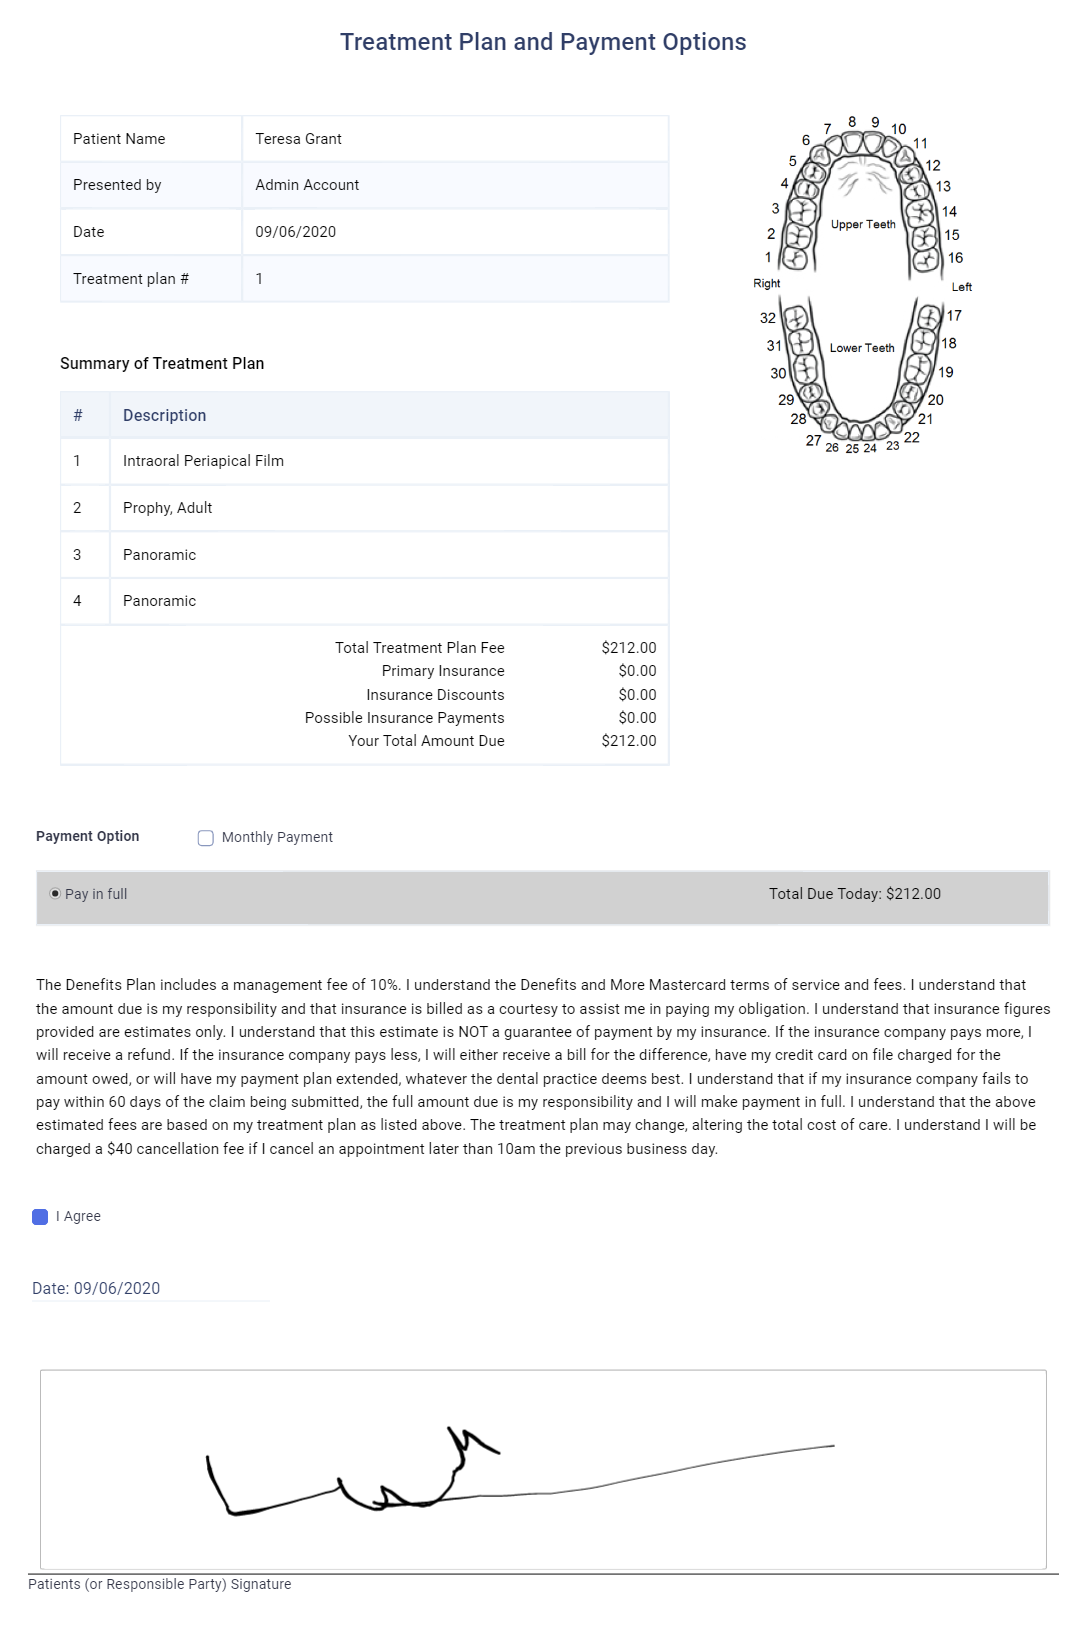 Treatment Plan and Payment Options
Patient Name Teresa Grant
Presented by Admin Account
Date 09/06/2020
Treatment plan # 1
7 8 9 10
6 11
5 12
4 13
3 14
2 15
1 16
Upper Teeth
Right Left
32 17
31 18
Lower Teeth
30 19
29 20
28 21
27 22
26 25 24 23
Summary of Treatment Plan
# Description
1 Intraoral Periapical Film
2 Prophy, Adult
3 Panoramic
4 Panoramic
Total Treatment Plan Fee $212.00
Primary Insurance $0.00
Insurance Discounts $0.00
Possible Insurance Payments $0.00
Your Total Amount Due $212.00
Payment Option Monthly Payment
Pay in full Total Due Today: $212.00
The Denefits Plan includes a management fee of 10%. I understand the Denefits and More Mastercard terms of service and fees. I understand that
the amount due is my responsibility and that insurance is billed as a courtesy to assist me in paying my obligation. I understand that insurance figures
provided are estimates only. I understand that this estimate is NOT a guarantee of payment by my insurance. If the insurance company pays more, I
will receive a refund. If the insurance company pays less, I will either receive a bill for the difference, have my credit card on file charged for the
amount owed, or will have my payment plan extended, whatever the dental practice deems best. I understand that if my insurance company fails to
pay within 60 days of the claim being submitted, the full amount due is my responsibility and I will make payment in full. I understand that the above
estimated fees are based on my treatment plan as listed above. The treatment plan may change, altering the total cost of care. I understand I will be
charged a $40 cancellation fee if I cancel an appointment later than 10am the previous business day.
I Agree
Date: 09/06/2020
Patients (or Responsible Party) Signature